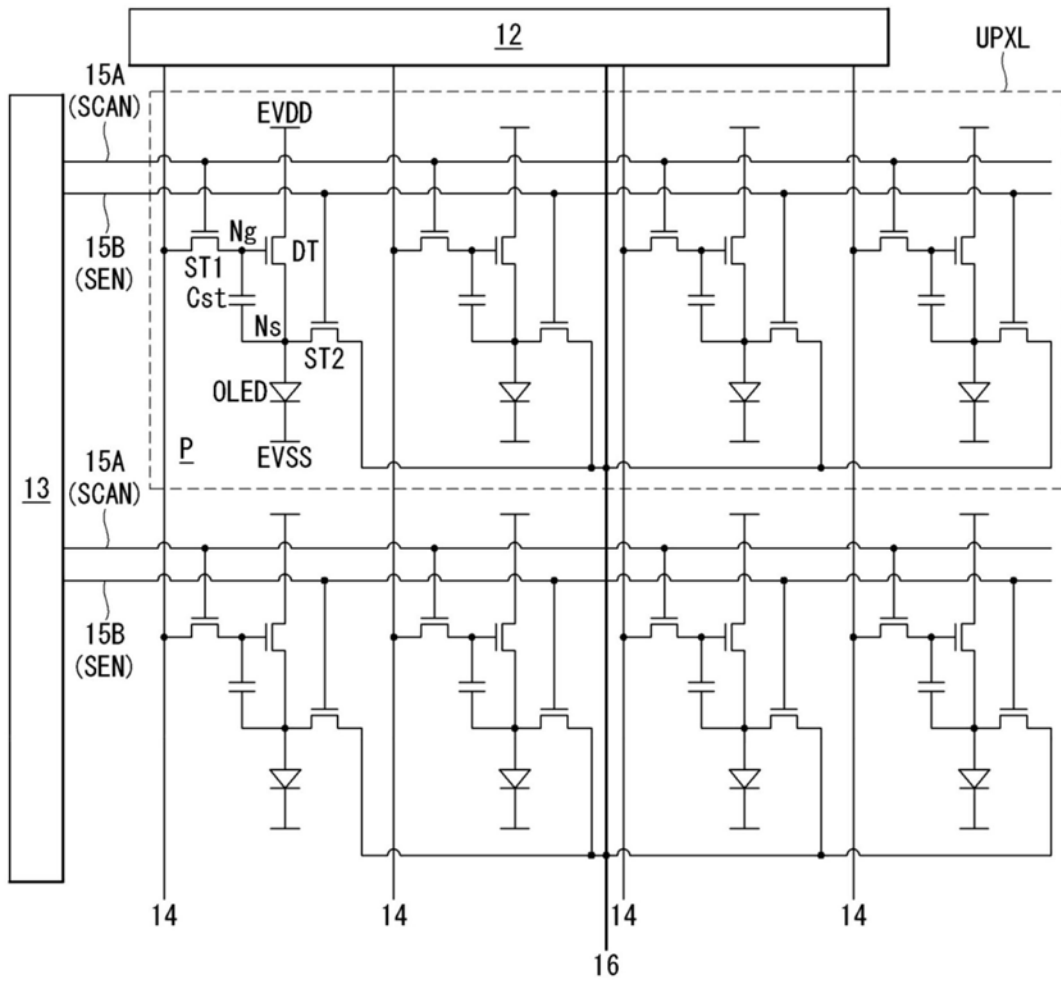 12
UPXL
15A
(SCAN)
EVDD
15B
(SEN)
Ng
DT
ST1
Cst
Ns
ST2
OLED
P
EVSS
15A
(SCAN)
13
15B
(SEN)
14
14
14
14
16